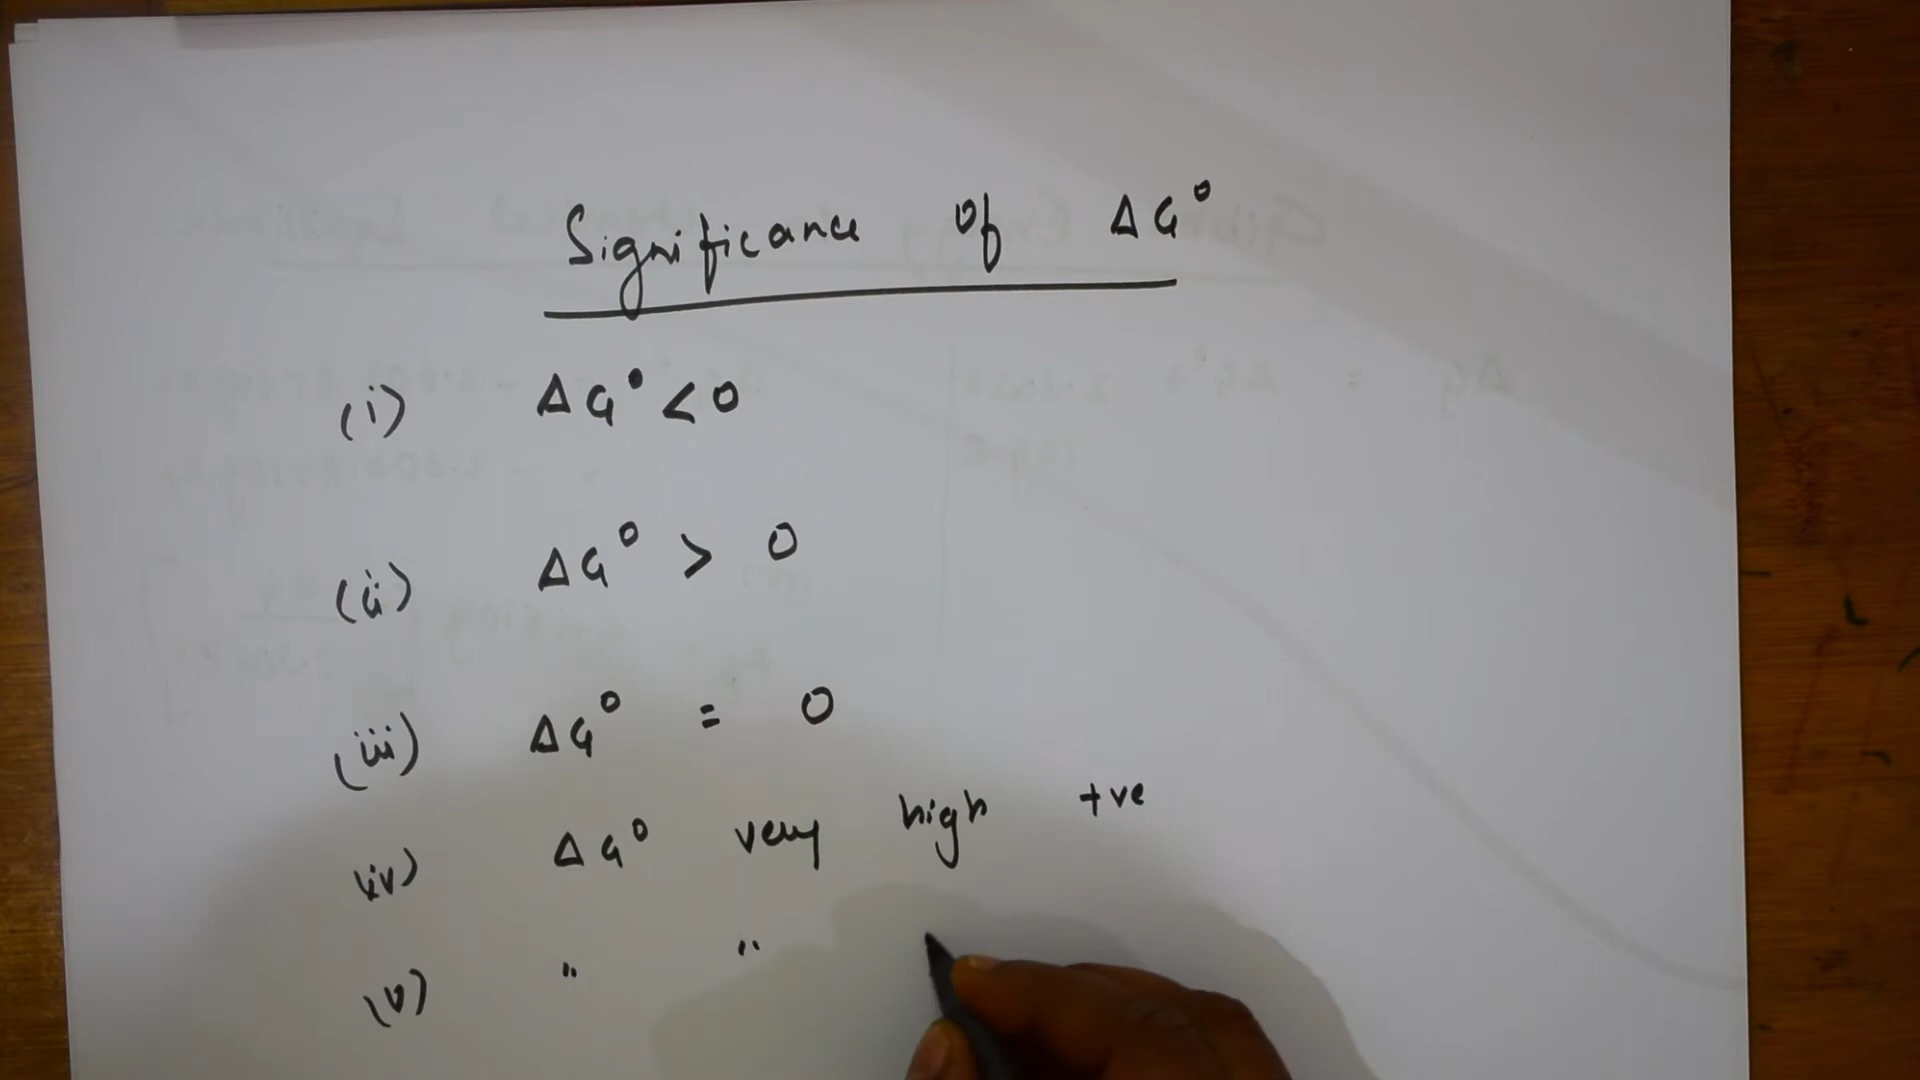 Significance of ΔG°
(i) ΔG° < 0
(ii) ΔG° > 0
(iii) ΔG° = 0
(iv) ΔG° very high +ve
(v) " "